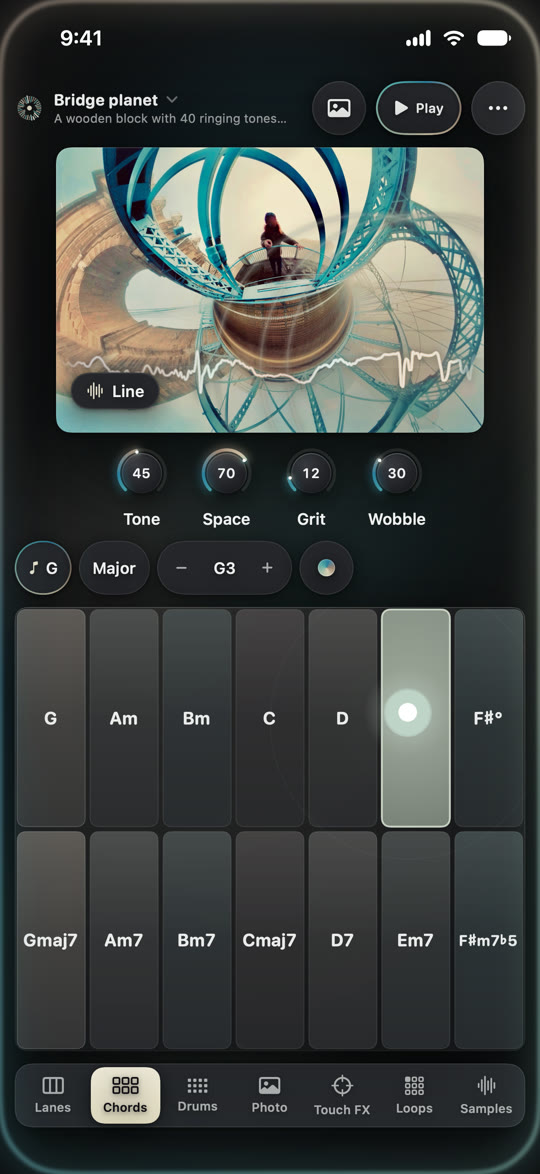 9:41
Bridge planet
A wooden block with 40 ringing tones...
Play
Line
45 70 12 30
Tone Space Grit Wobble
G Major − G3 +
G Am Bm C D F#°
Gmaj7 Am7 Bm7 Cmaj7 D7 Em7 F#m7♭5
Lanes Chords Drums Photo Touch FX Loops Samples